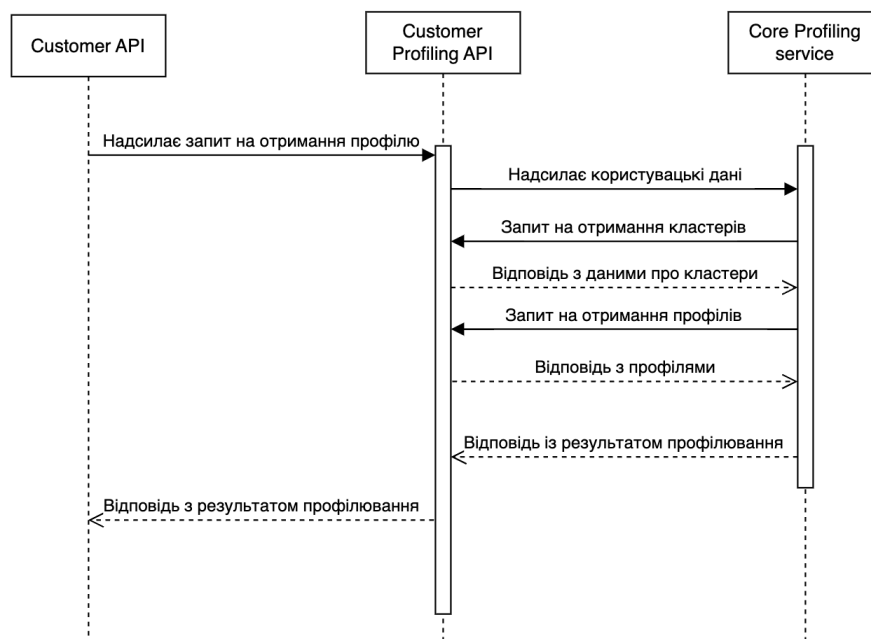 Customer API
Customer
Profiling API
Core Profiling
service
Надсилає запит на отримання профілю
Надсилає користувацькі дані
Запит на отримання кластерів
Відповідь з даними про кластери
Запит на отримання профілів
Відповідь з профілями
Відповідь із результатом профілювання
Відповідь з результатом профілювання